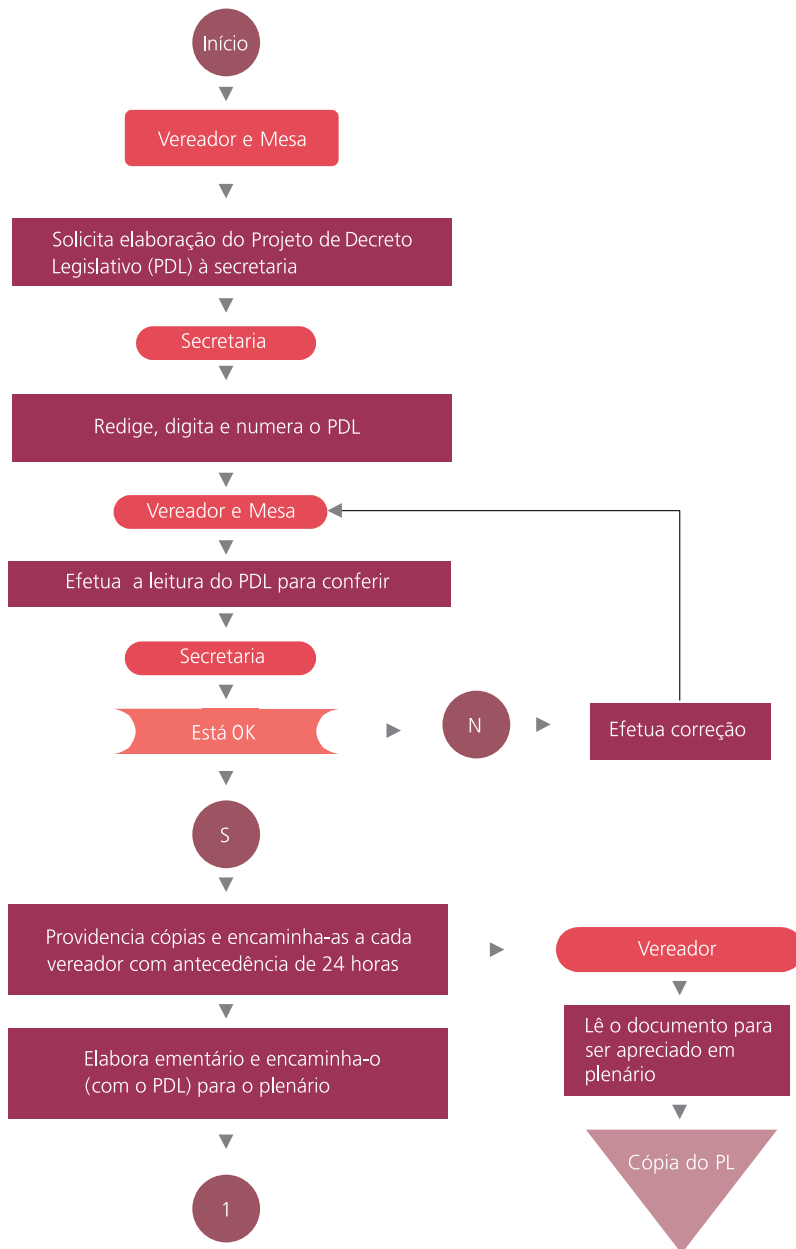 Início
Vereador e Mesa
Solicita elaboração do Projeto de Decreto
Legislativo (PDL) à secretaria
Secretaria
Redige, digita e numera o PDL
Vereador e Mesa
Efetua a leitura do PDL para conferir
Secretaria
Está OK
N
Efetua correção
S
Providencia cópias e encaminha-as a cada
vereador com antecedência de 24 horas
Vereador
Lê o documento para
ser apreciado em
plenário
Elabora ementário e encaminha-o
(com o PDL) para o plenário
Cópia do PL
1